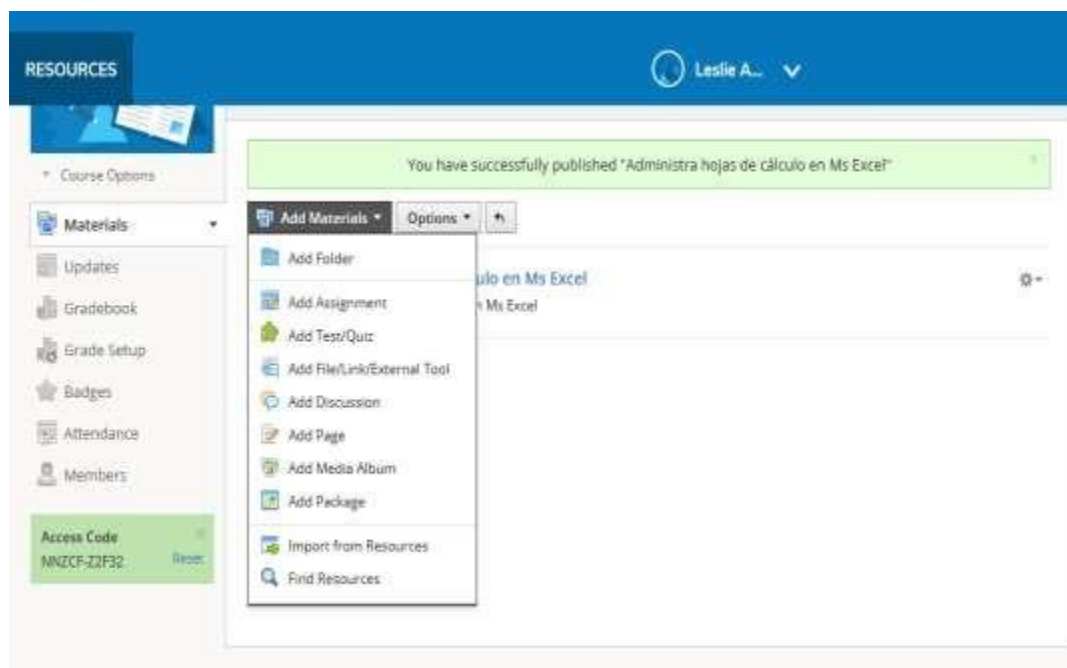 RESOURCES
Leslie A...
Course Options
You have successfully published "Administra hojas de cálculo en Ms Excel"
Materials
Add Materials
Options
Updates
Gradebook
Grade Setup
Badges
Attendance
Members
Access Code
NNZCF-Z2F32 Reset
Add Folder
Add Assignment
Add Test/Quiz
Add File/Link/External Tool
Add Discussion
Add Page
Add Media Album
Add Package
Import from Resources
Find Resources
ulo en Ms Excel
n Ms Excel